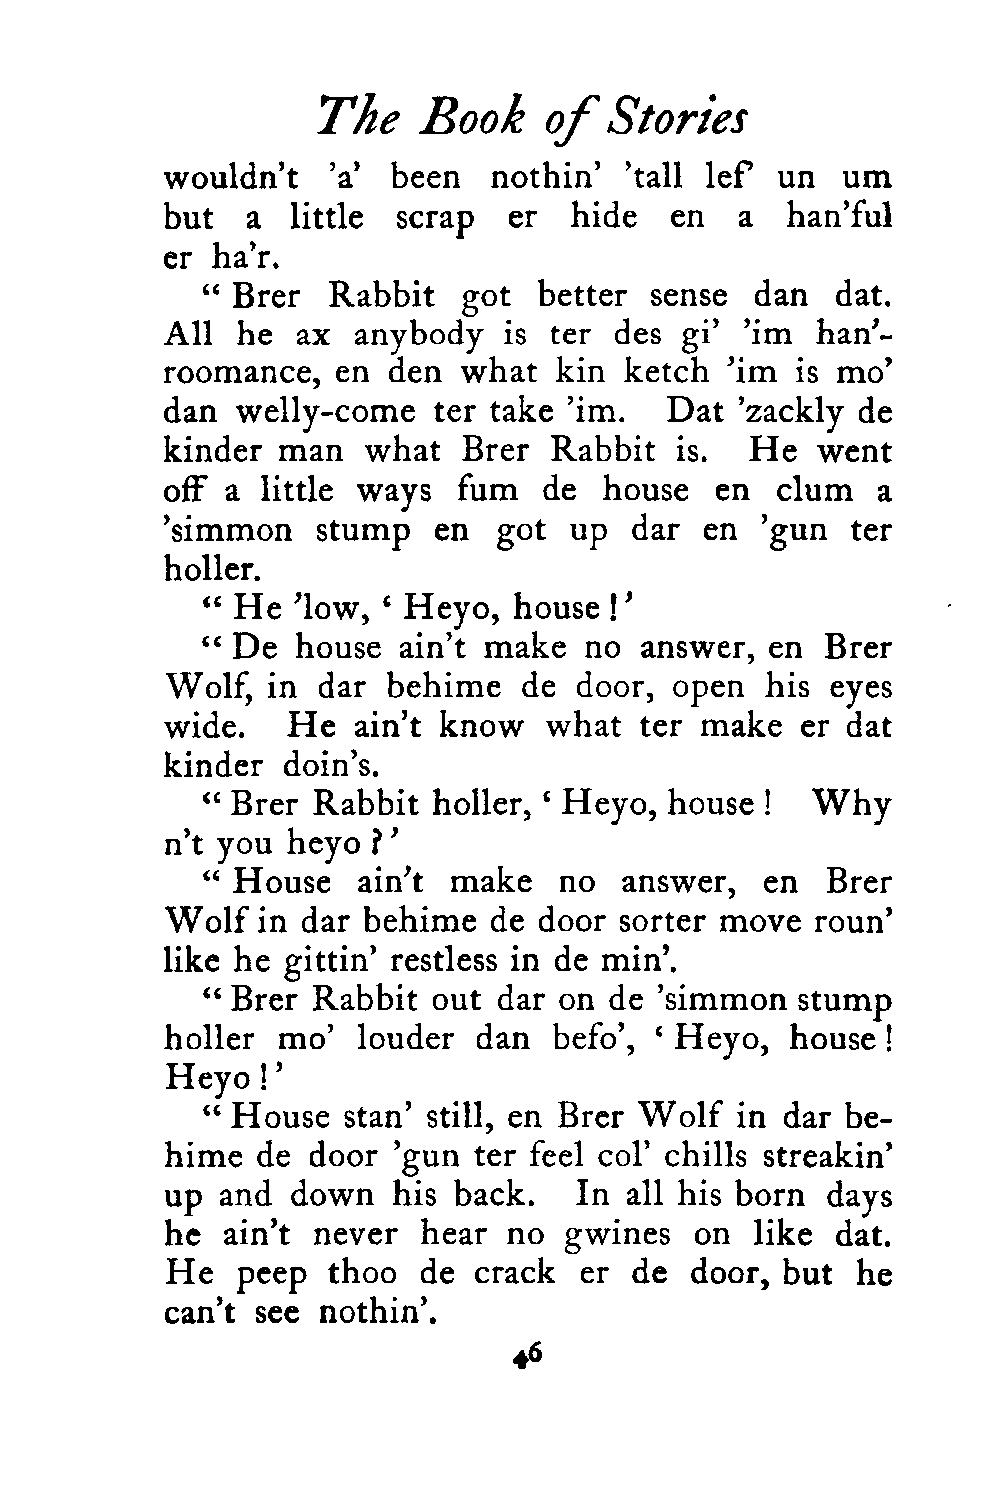 The Book of Stories
wouldn't 'a' been nothin' 'tall lef' un um
but a little scrap er hide en a han'ful
er ha'r.
“ Brer Rabbit got better sense dan dat.
All he ax anybody is ter des gi' 'im han'-
roomance, en den what kin ketch 'im is mo'
dan welly-come ter take 'im. Dat 'zackly de
kinder man what Brer Rabbit is. He went
off a little ways fum de house en clum a
'simmon stump en got up dar en 'gun ter
holler.
“ He 'low, ‘ Heyo, house !’
“ De house ain't make no answer, en Brer
Wolf, in dar behime de door, open his eyes
wide. He ain't know what ter make er dat
kinder doin's.
“ Brer Rabbit holler, ‘ Heyo, house ! Why
n't you heyo ?’
“ House ain't make no answer, en Brer
Wolf in dar behime de door sorter move roun'
like he gittin' restless in de min'.
“ Brer Rabbit out dar on de 'simmon stump
holler mo' louder dan befo', ‘ Heyo, house !
Heyo !’
“ House stan' still, en Brer Wolf in dar be-
hime de door 'gun ter feel col' chills streakin'
up and down his back. In all his born days
he ain't never hear no gwines on like dat.
He peep thoo de crack er de door, but he
can't see nothin'.
46